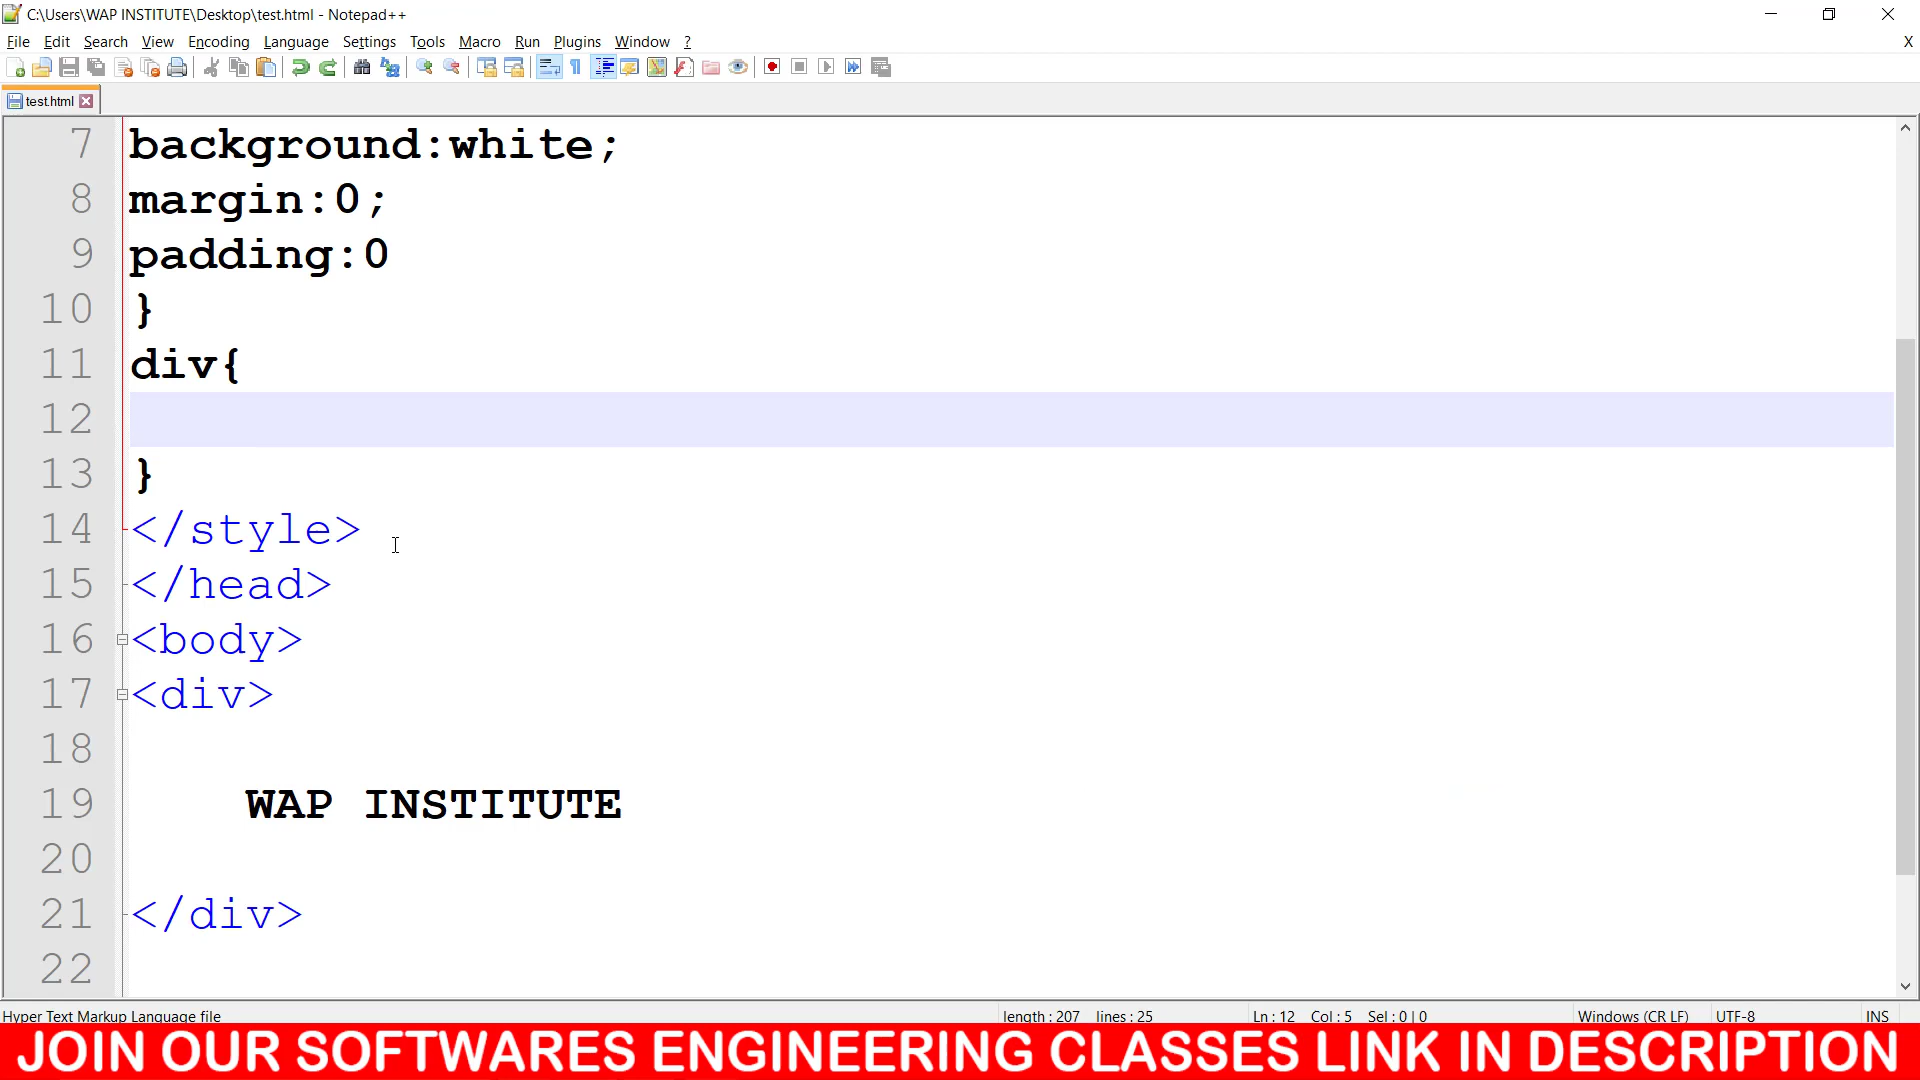 C:\Users\WAP INSTITUTE\Desktop\test.html - Notepad++
File Edit Search View Encoding Language Settings Tools Macro Run Plugins Window ? X
test.html
7 background:white;
8 margin:0;
9 padding:0
10 }
11 div{
12
13 }
14 </style>
15 </head>
16 <body>
17 <div>
18
19 WAP INSTITUTE
20
21 </div>
22
Hyper Text Markup Language file length : 207 lines : 25 Ln : 12 Col : 5 Sel : 0 | 0 Windows (CR LF) UTF-8 INS
JOIN OUR SOFTWARES ENGINEERING CLASSES LINK IN DESCRIPTION